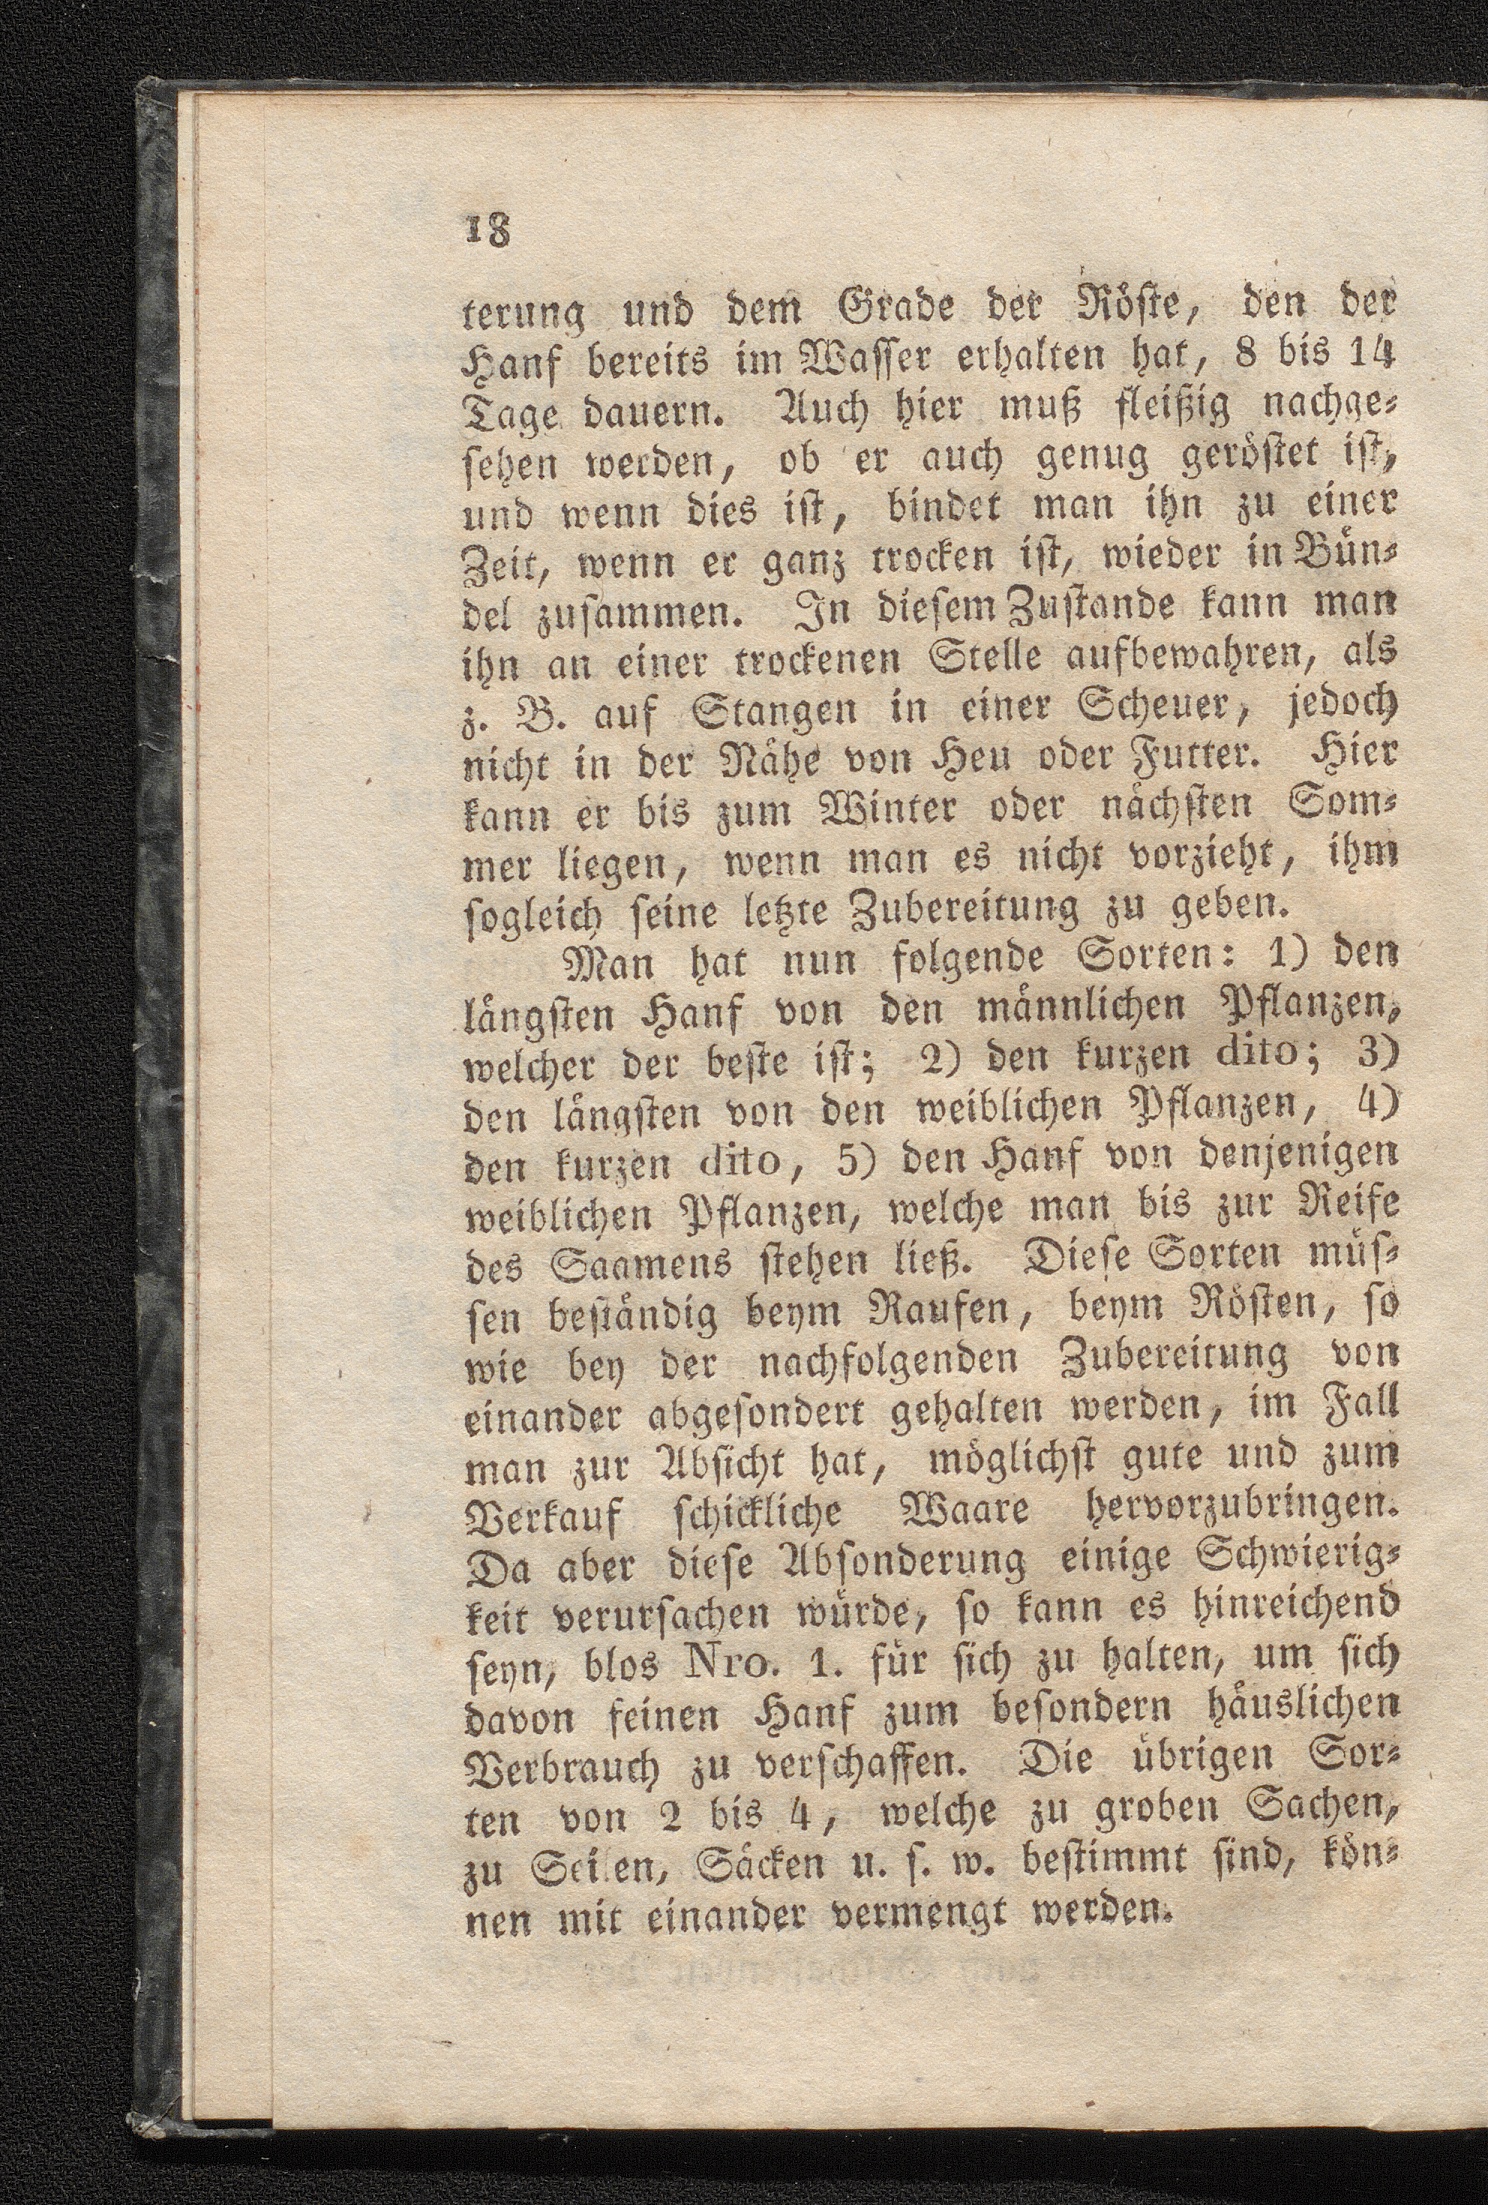 18
terung und dem Grade der Röste, den der
Hanf bereits im Wasser erhalten hat, 8 bis 14
Tage dauern. Auch hier muß fleißig nachge-
sehen werden, ob er auch genug geröstet ist,
und wenn dies ist, bindet man ihn zu einer
Zeit, wenn er ganz trocken ist, wieder in Bün-
del zusammen. In diesem Zustande kann man
ihn an einer trockenen Stelle aufbewahren, als
z. B. auf Stangen in einer Scheuer, jedoch
nicht in der Nähe von Heu oder Futter. Hier
kann er bis zum Winter oder nächsten Som-
mer liegen, wenn man es nicht vorzieht, ihm
sogleich seine letzte Zubereitung zu geben.
Man hat nun folgende Sorten: 1) den
längsten Hanf von den männlichen Pflanzen,
welcher der beste ist; 2) den kurzen dito; 3)
den längsten von den weiblichen Pflanzen, 4)
den kurzen dito, 5) den Hanf von denjenigen
weiblichen Pflanzen, welche man bis zur Reife
des Saamens stehen ließ. Diese Sorten müs-
sen beständig beym Raufen, beym Rösten, so
wie bey der nachfolgenden Zubereitung von
einander abgesondert gehalten werden, im Fall
man zur Absicht hat, möglichst gute und zum
Verkauf schickliche Waare hervorzubringen.
Da aber diese Absonderung einige Schwierig-
keit verursachen würde, so kann es hinreichend
seyn, blos Nro. 1. für sich zu halten, um sich
davon feinen Hanf zum besondern häuslichen
Verbrauch zu verschaffen. Die übrigen Sor-
ten von 2 bis 4, welche zu groben Sachen,
zu Seilen, Säcken u. s. w. bestimmt sind, kön-
nen mit einander vermengt werden.